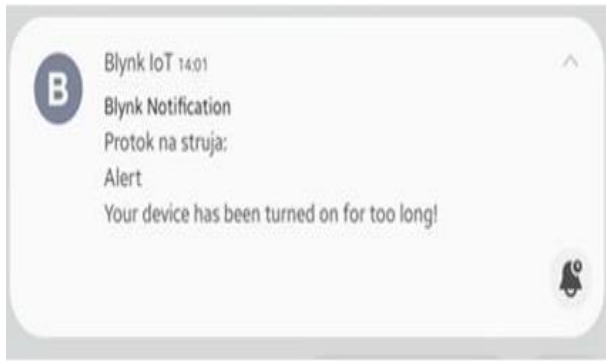 B
Blynk IoT 14:01
Blynk Notification
Protok na struja:
Alert
Your device has been turned on for too long!